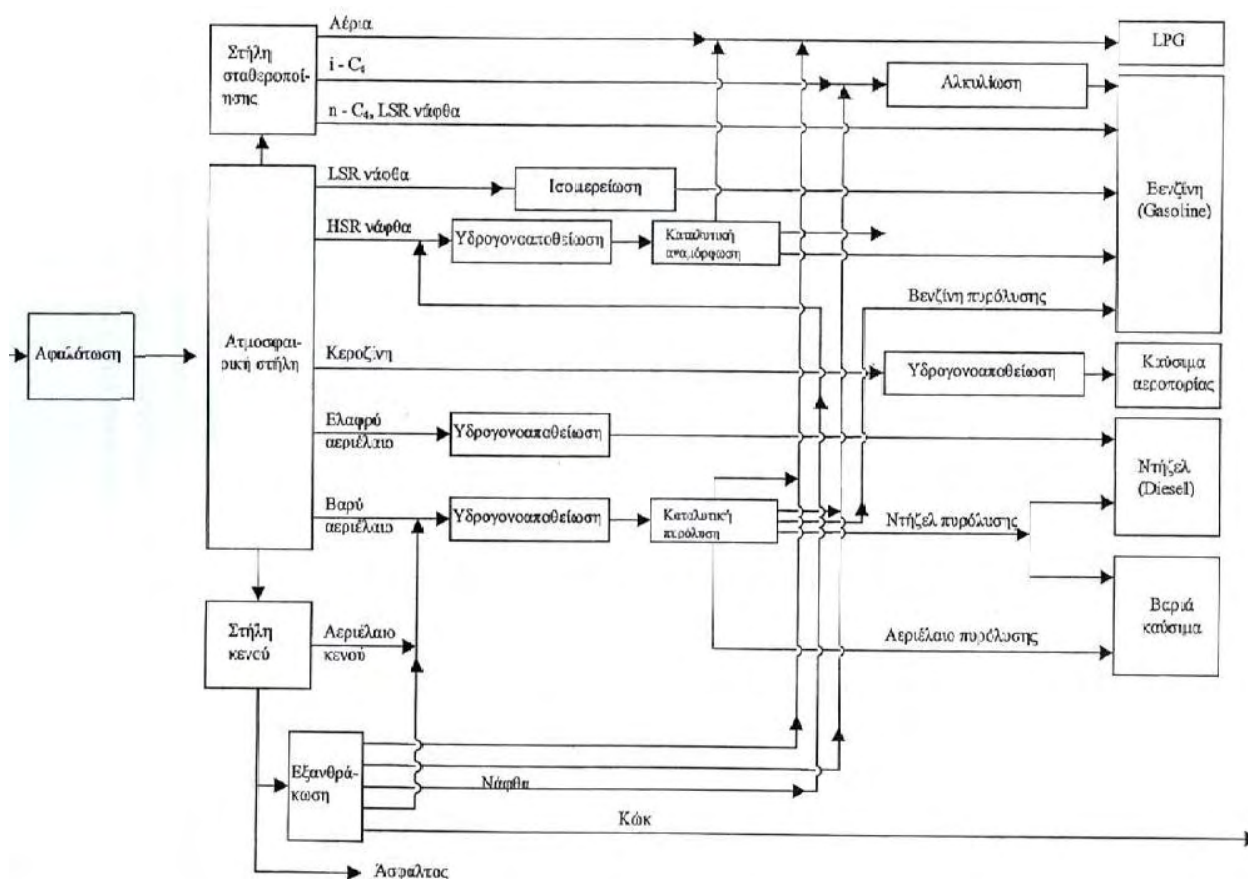 Αέρια
LPG
Στήλη
σταθεροποί-
ησης
i - C₄
Αλκυλίωση
n - C₄, LSR νάφθα
LSR νάφθα
Ισομερείωση
Βενζίνη
(Gasoline)
HSR νάφθα
Υδρογονοαποθείωση
Καταλυτική
αναμόρφωση
Βενζίνη πυρόλυσης
Αφαλάτωση
Ατμοσφαι-
ρική στήλη
Κεροζίνη
Υδρογονοαποθείωση
Καύσιμα
αεροπορίας
Ελαφρύ
αεριέλαιο
Υδρογονοαποθείωση
Ντήζελ
(Diesel)
Βαρύ
αεριέλαιο
Υδρογονοαποθείωση
Καταλυτική
πυρόλυση
Ντήζελ πυρόλυσης
Στήλη
κενού
Αεριέλαιο
κενού
Αεριέλαιο πυρόλυσης
Βαριά
καύσιμα
Εξανθρά-
κωση
Νάφθα
Κώκ
Άσφαλτος